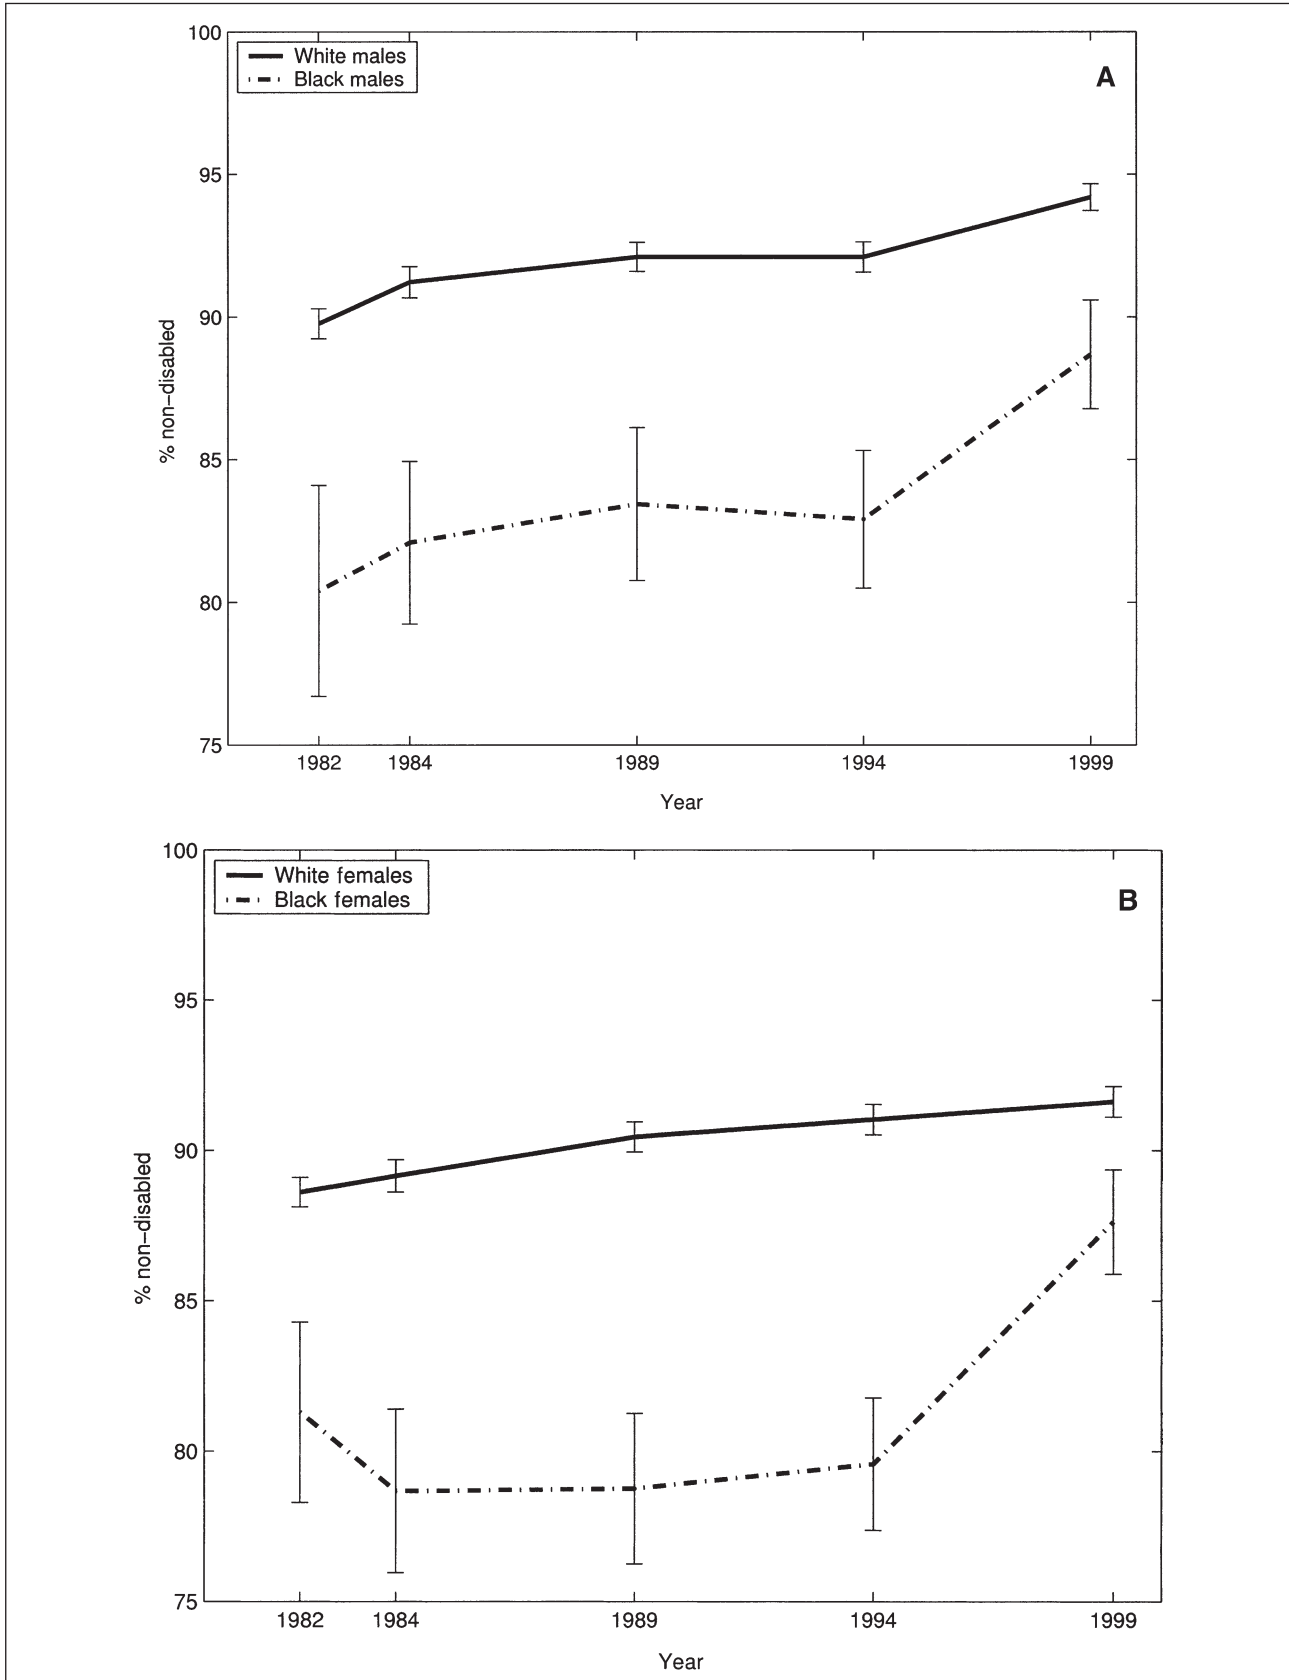 100
White males
Black males
A
95
90
% non−disabled
85
80
75
1982 1984 1989 1994 1999
Year
100
White females
Black females
B
95
90
% non−disabled
85
80
75
1982 1984 1989 1994 1999
Year